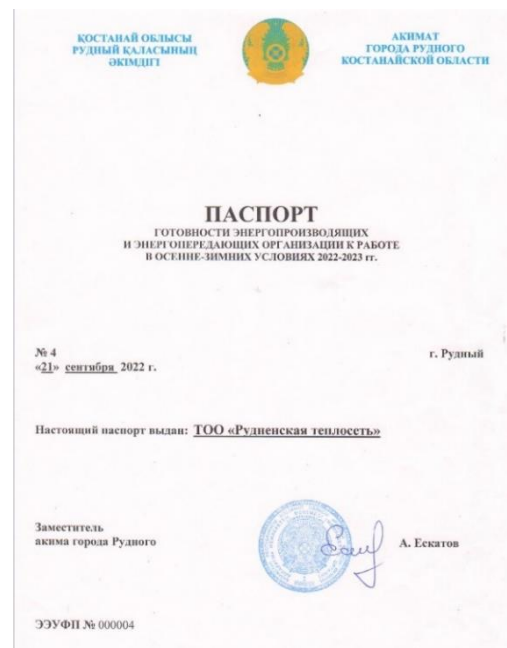 ҚОСТАНАЙ ОБЛЫСЫ
РУДНЫЙ ҚАЛАСЫНЫҢ
ӘКІМДІГІ
АКИМАТ
ГОРОДА РУДНОГО
КОСТАНАЙСКОЙ ОБЛАСТИ
ПАСПОРТ
ГОТОВНОСТИ ЭНЕРГОПРОИЗВОДЯЩИХ
И ЭНЕРГОПЕРЕДАЮЩИХ ОРГАНИЗАЦИИ К РАБОТЕ
В ОСЕННЕ-ЗИМНИХ УСЛОВИЯХ 2022-2023 гг.
№ 4
г. Рудный
«21» сентября 2022 г.
Настоящий паспорт выдан: ТОО «Рудненская теплосеть»
Заместитель
акима города Рудного
А. Ескатов
ЭЭУФП № 000004